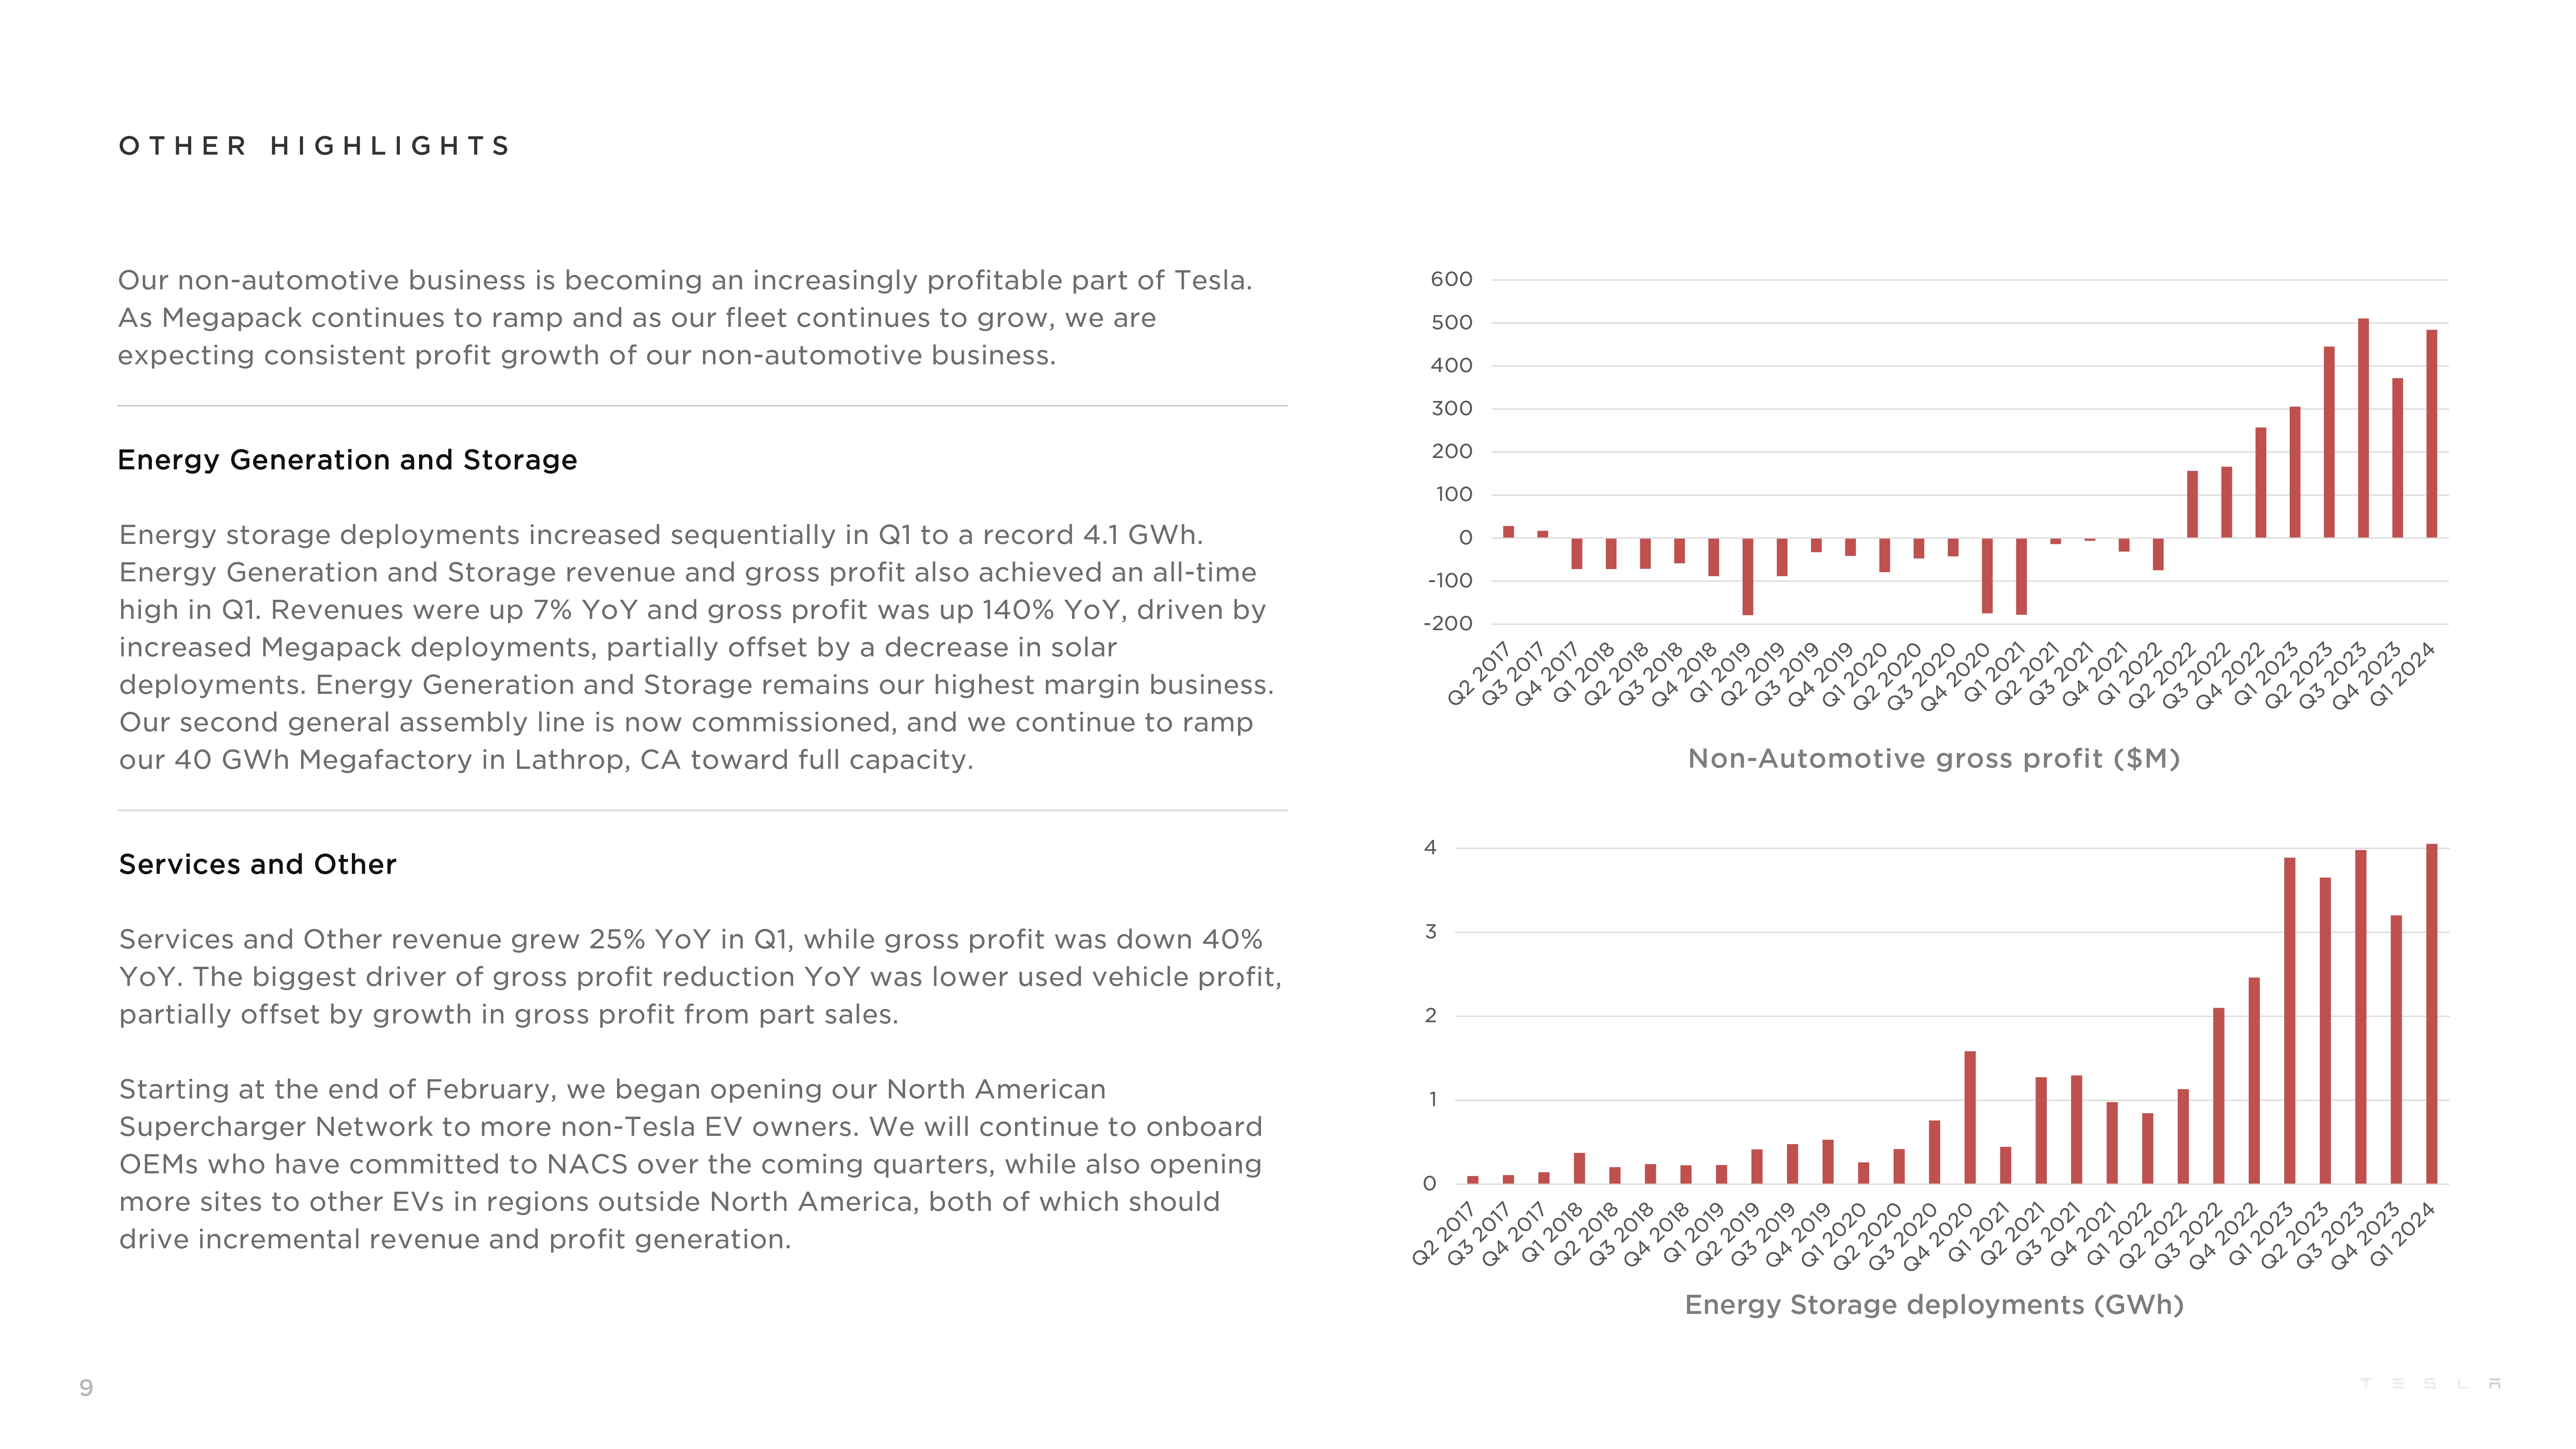 OTHER HIGHLIGHTS
Our non-automotive business is becoming an increasingly profitable part of Tesla.
As Megapack continues to ramp and as our fleet continues to grow, we are
expecting consistent profit growth of our non-automotive business.
Energy Generation and Storage
Energy storage deployments increased sequentially in Q1 to a record 4.1 GWh.
Energy Generation and Storage revenue and gross profit also achieved an all-time
high in Q1. Revenues were up 7% YoY and gross profit was up 140% YoY, driven by
increased Megapack deployments, partially offset by a decrease in solar
deployments. Energy Generation and Storage remains our highest margin business.
Our second general assembly line is now commissioned, and we continue to ramp
our 40 GWh Megafactory in Lathrop, CA toward full capacity.
Services and Other
Services and Other revenue grew 25% YoY in Q1, while gross profit was down 40%
YoY. The biggest driver of gross profit reduction YoY was lower used vehicle profit,
partially offset by growth in gross profit from part sales.
Starting at the end of February, we began opening our North American
Supercharger Network to more non-Tesla EV owners. We will continue to onboard
OEMs who have committed to NACS over the coming quarters, while also opening
more sites to other EVs in regions outside North America, both of which should
drive incremental revenue and profit generation.
600
500
400
300
200
100
0
-100
-200
Q2 2017
Q3 2017
Q4 2017
Q1 2018
Q2 2018
Q3 2018
Q4 2018
Q1 2019
Q2 2019
Q3 2019
Q4 2019
Q1 2020
Q2 2020
Q3 2020
Q4 2020
Q1 2021
Q2 2021
Q3 2021
Q4 2021
Q1 2022
Q2 2022
Q3 2022
Q4 2022
Q1 2023
Q2 2023
Q3 2023
Q4 2023
Q1 2024
Non-Automotive gross profit ($M)
4
3
2
1
0
Q2 2017
Q3 2017
Q4 2017
Q1 2018
Q2 2018
Q3 2018
Q4 2018
Q1 2019
Q2 2019
Q3 2019
Q4 2019
Q1 2020
Q2 2020
Q3 2020
Q4 2020
Q1 2021
Q2 2021
Q3 2021
Q4 2021
Q1 2022
Q2 2022
Q3 2022
Q4 2022
Q1 2023
Q2 2023
Q3 2023
Q4 2023
Q1 2024
Energy Storage deployments (GWh)
9
TESLA